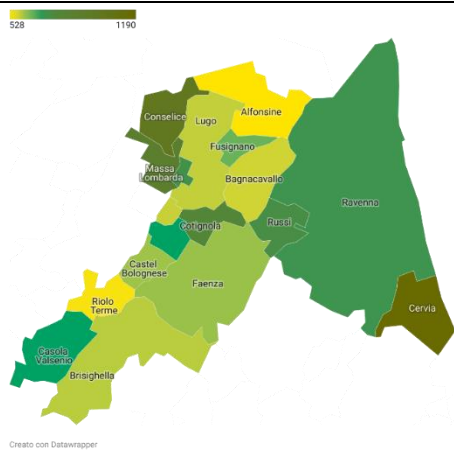 528 1190
Conselice
Alfonsine
Lugo
Fusignano
Massa
Lombarda
Bagnacavallo
Ravenna
Cotignola
Russi
Castel
Bolognese
Faenza
Riolo
Terme
Cervia
Casola
Valsenio
Brisighella
Creato con Datawrapper